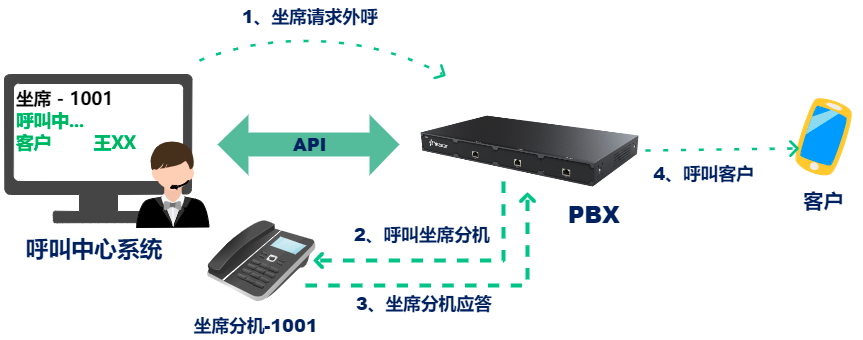 1、坐席请求外呼
坐席 - 1001
呼叫中...
客户 王XX
API
4、呼叫客户
客户
PBX
2、呼叫坐席分机
呼叫中心系统
3、坐席分机应答
坐席分机-1001